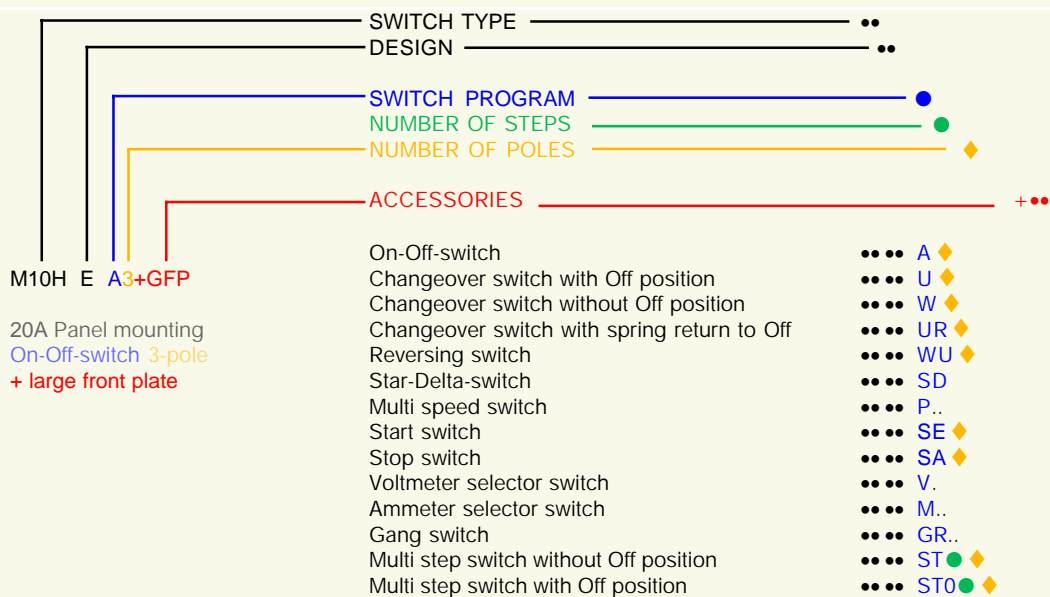 SWITCH TYPE ••
DESIGN ••
SWITCH PROGRAM ●
NUMBER OF STEPS ●
NUMBER OF POLES ♦
ACCESSORIES +••
M10H E A3+GFP
20A Panel mounting
On-Off-switch 3-pole
+ large front plate
On-Off-switch •• •• A ♦
Changeover switch with Off position •• •• U ♦
Changeover switch without Off position •• •• W ♦
Changeover switch with spring return to Off •• •• UR ♦
Reversing switch •• •• WU ♦
Star-Delta-switch •• •• SD
Multi speed switch •• •• P..
Start switch •• •• SE ♦
Stop switch •• •• SA ♦
Voltmeter selector switch •• •• V.
Ammeter selector switch •• •• M..
Gang switch •• •• GR..
Multi step switch without Off position •• •• ST● ♦
Multi step switch with Off position •• •• ST0● ♦